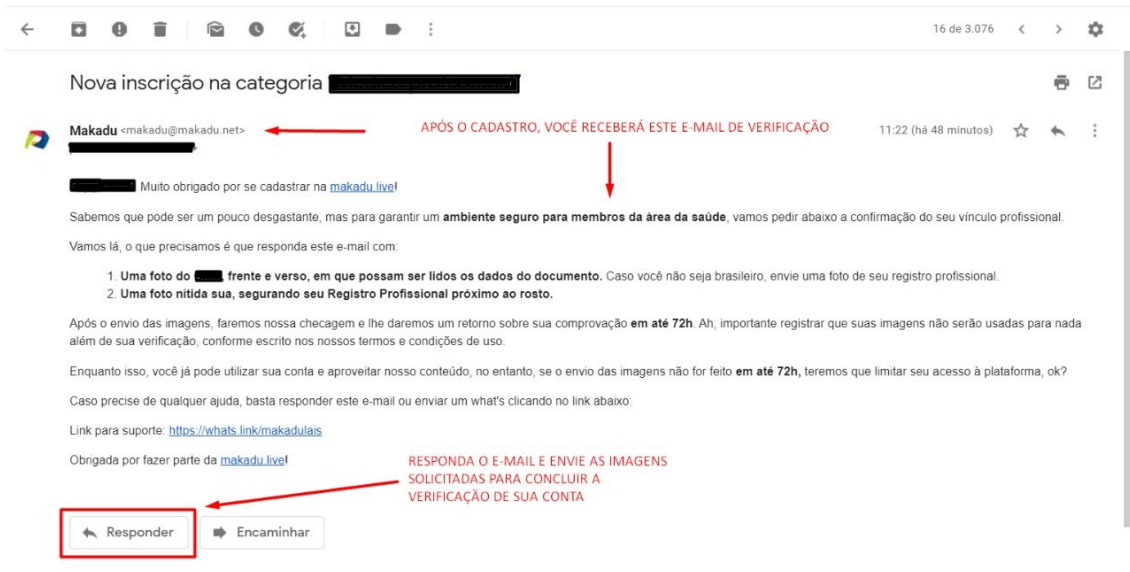 16 de 3.076
Nova inscrição na categoria
Makadu <makadu@makadu.net>
APÓS O CADASTRO, VOCÊ RECEBERÁ ESTE E-MAIL DE VERIFICAÇÃO
11:22 (há 48 minutos)
Muito obrigado por se cadastrar na makadu.live!
Sabemos que pode ser um pouco desgastante, mas para garantir um ambiente seguro para membros da área da saúde, vamos pedir abaixo a confirmação do seu vínculo profissional.
Vamos lá, o que precisamos é que responda este e-mail com:
1. Uma foto do frente e verso, em que possam ser lidos os dados do documento. Caso você não seja brasileiro, envie uma foto de seu registro profissional.
2. Uma foto nítida sua, segurando seu Registro Profissional próximo ao rosto.
Após o envio das imagens, faremos nossa checagem e lhe daremos um retorno sobre sua comprovação em até 72h. Ah, importante registrar que suas imagens não serão usadas para nada
além de sua verificação, conforme escrito nos nossos termos e condições de uso.
Enquanto isso, você já pode utilizar sua conta e aproveitar nosso conteúdo, no entanto, se o envio das imagens não for feito em até 72h, teremos que limitar seu acesso à plataforma, ok?
Caso precise de qualquer ajuda, basta responder este e-mail ou enviar um what's clicando no link abaixo:
Link para suporte: https://whats.link/makadulais
Obrigada por fazer parte da makadu.live!
RESPONDA O E-MAIL E ENVIE AS IMAGENS
SOLICITADAS PARA CONCLUIR A
VERIFICAÇÃO DE SUA CONTA
Responder
Encaminhar